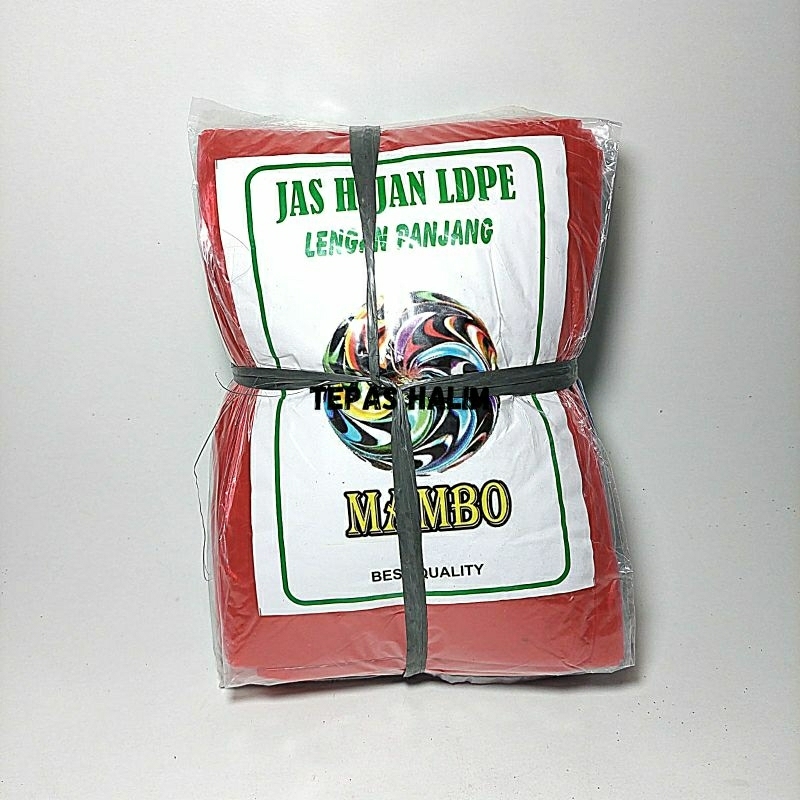 JAS HUJAN LDPE
LENGAN PANJANG
TEPAS HALIM
MAMBO
BEST QUALITY